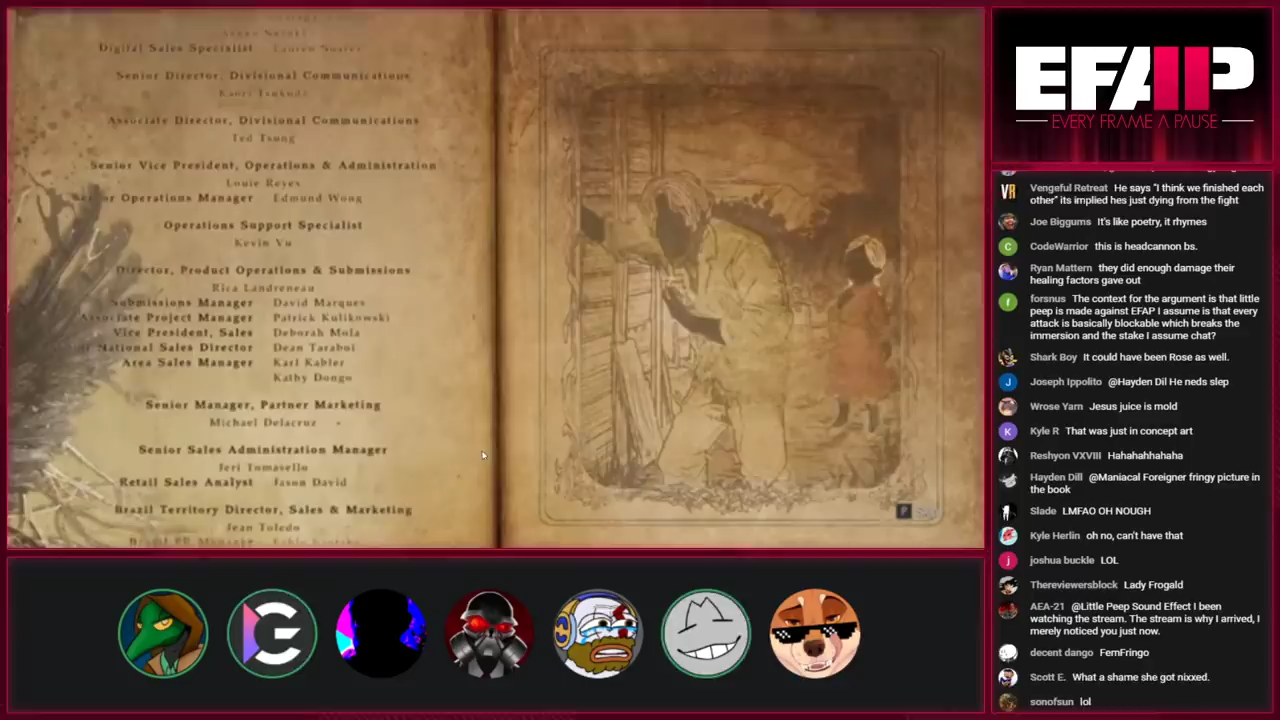 Digital Sales Specialist
Senior Director, Divisional Communications
Kaori Tsukuda
Associate Director, Divisional Communications
Ted Tsung
Senior Vice President, Operations & Administration
Louie Reyes
Operations Manager Edmund Wong
Operations Support Specialist
Kevin Vu
Director, Product Operations & Submissions
Rica Landreneau
Submissions Manager David Marques
Associate Project Manager Patrick Kulikowski
Vice President, Sales Deborah Mola
National Sales Director Dean Taraboi
Area Sales Manager Karl Kabler
Kathy Dongo
Senior Manager, Partner Marketing
Michael Delacruz
Senior Sales Administration Manager
Jeri Tomasello
Retail Sales Analyst Jason David
Brazil Territory Director, Sales & Marketing
Jean Toledo
P
EFAP
EVERY FRAME A PAUSE
VR
Vengeful Retreat He says "I think we finished each
other" its implied hes just dying from the fight
Joe Biggums It's like poetry, it rhymes
C
CodeWarrior this is headcannon bs.
Ryan Mattern they did enough damage their
healing factors gave out
f
forsnus The context for the argument is that little
peep is made against EFAP I assume is that every
attack is basically blockable which breaks the
immersion and the stake I assume chat?
Shark Boy It could have been Rose as well.
J
Joseph Ippolito @Hayden Dil He neds slep
Wrose Yarn Jesus juice is mold
K
Kyle R That was just in concept art
Reshyon VXVIII Hahahahhahaha
Hayden Dill @Maniacal Foreigner fringy picture in
the book
Slade LMFAO OH NOUGH
Kyle Herlin oh no, can't have that
j
joshua buckle LOL
Thereviewersblock Lady Frogald
AEA-21 @Little Peep Sound Effect I been
watching the stream. The stream is why I arrived, I
merely noticed you just now.
decent dango FernFringo
Scott E. What a shame she got nixxed.
sonofsun lol